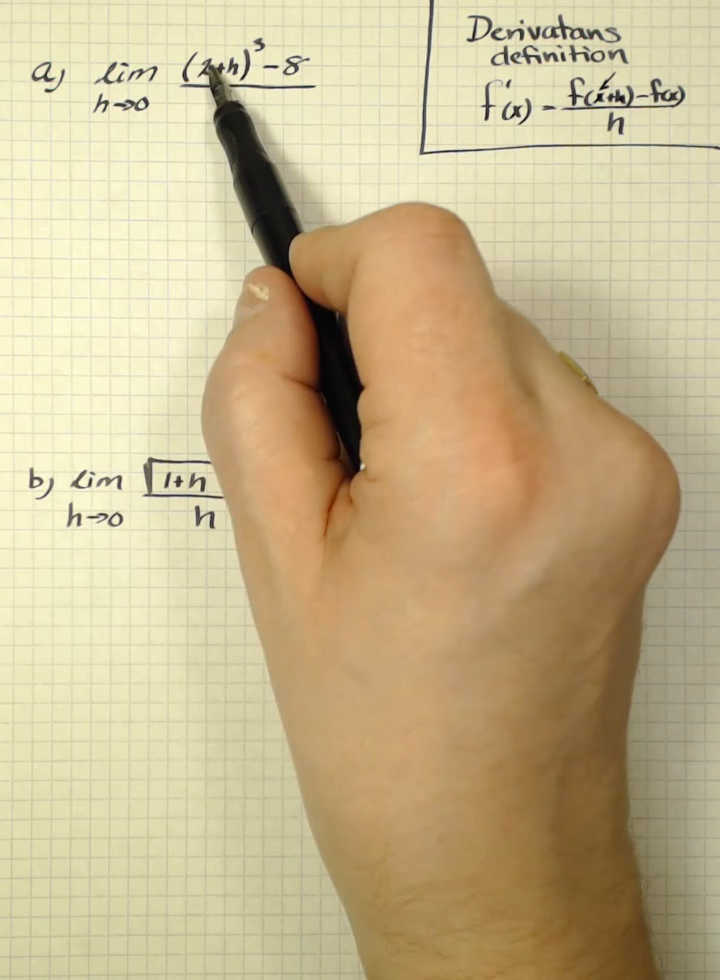 a) lim (2+h)³-8
h→0
Derivatans
definition
f'(x) = f(x+h)-f(x)
h
b) lim √1+h
h→0 h